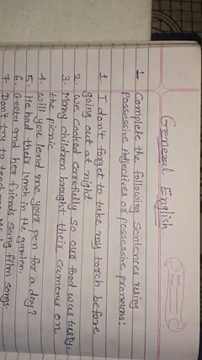 General English
1 Complete the following sentences using
possessive Adjectives or possessive pronouns:
1. I don't forget to take my torch before
going out at night
2. We cooked carefully so our food was tasty.
3. Many children brought their cameras on
the picnic.
4. Will you lend me your pen for a day?
5. He had their lunch in the garden.
6. Greetu and her friends sang film songs.
7. Don't try to